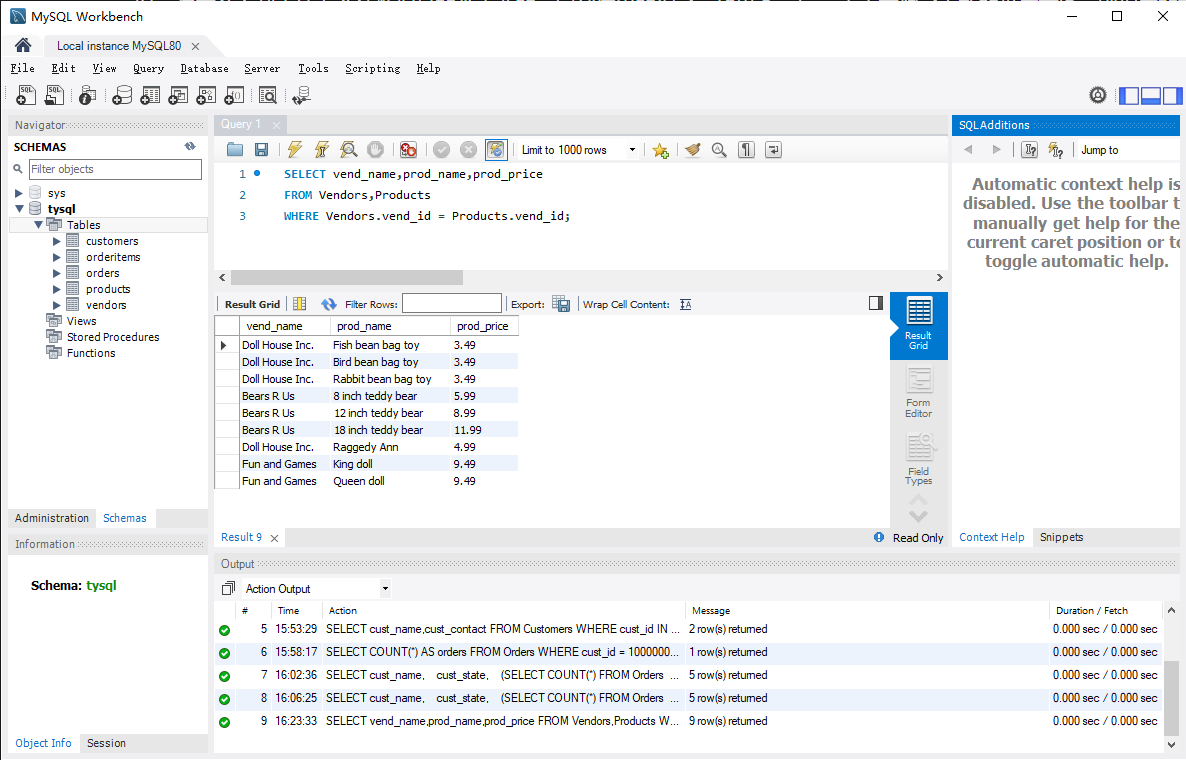 MySQL Workbench
Local instance MySQL80
File Edit View Query Database Server Tools Scripting Help
Navigator
SCHEMAS
Filter objects
sys
tysql
Tables
customers
orderitems
orders
products
vendors
Views
Stored Procedures
Functions
Administration Schemas
Information
Schema: tysql
Object Info Session
Query 1
Limit to 1000 rows
1 SELECT vend_name,prod_name,prod_price
2 FROM Vendors,Products
3 WHERE Vendors.vend_id = Products.vend_id;
Result Grid Filter Rows: Export: Wrap Cell Content:
vend_name prod_name prod_price
Doll House Inc. Fish bean bag toy 3.49
Doll House Inc. Bird bean bag toy 3.49
Doll House Inc. Rabbit bean bag toy 3.49
Bears R Us 8 inch teddy bear 5.99
Bears R Us 12 inch teddy bear 8.99
Bears R Us 18 inch teddy bear 11.99
Doll House Inc. Raggedy Ann 4.99
Fun and Games King doll 9.49
Fun and Games Queen doll 9.49
Result
Grid
Form
Editor
Field
Types
Result 9
Read Only
SQLAdditions
Jump to
Automatic context help is
disabled. Use the toolbar t
manually get help for the
current caret position or to
toggle automatic help.
Context Help Snippets
Output
Action Output
# Time Action Message Duration / Fetch
5 15:53:29 SELECT cust_name,cust_contact FROM Customers WHERE cust_id IN ... 2 row(s) returned 0.000 sec / 0.000 sec
6 15:58:17 SELECT COUNT(*) AS orders FROM Orders WHERE cust_id = 1000000... 1 row(s) returned 0.000 sec / 0.000 sec
7 16:02:36 SELECT cust_name, cust_state, (SELECT COUNT(*) FROM Orders ... 5 row(s) returned 0.000 sec / 0.000 sec
8 16:06:25 SELECT cust_name, cust_state, (SELECT COUNT(*) FROM Orders ... 5 row(s) returned 0.000 sec / 0.000 sec
9 16:23:33 SELECT vend_name,prod_name,prod_price FROM Vendors,Products W... 9 row(s) returned 0.000 sec / 0.000 sec